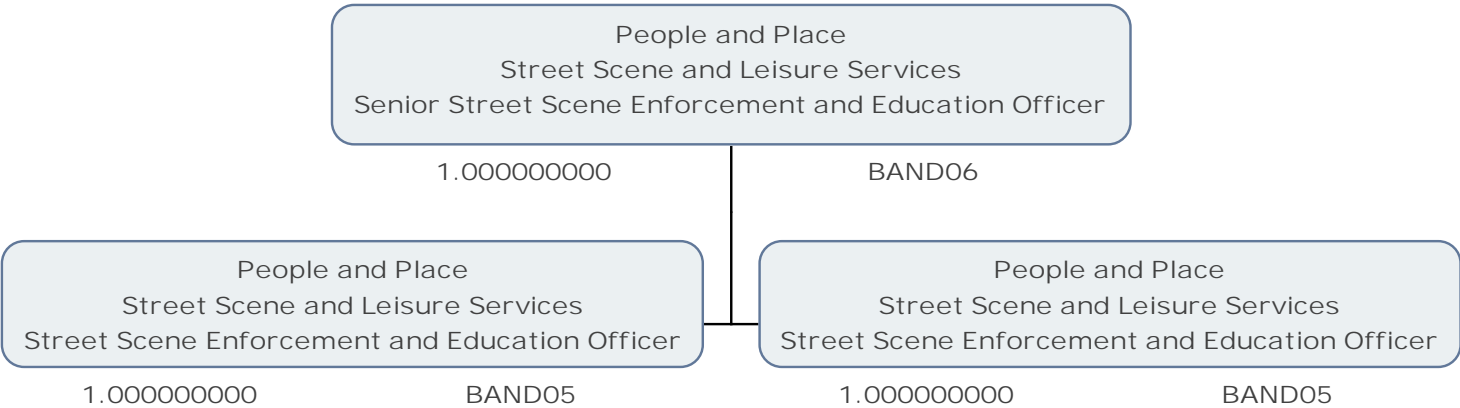 People and Place
Street Scene and Leisure Services
Senior Street Scene Enforcement and Education Officer
1.000000000 BAND06
People and Place
Street Scene and Leisure Services
Street Scene Enforcement and Education Officer
1.000000000 BAND05
People and Place
Street Scene and Leisure Services
Street Scene Enforcement and Education Officer
1.000000000 BAND05